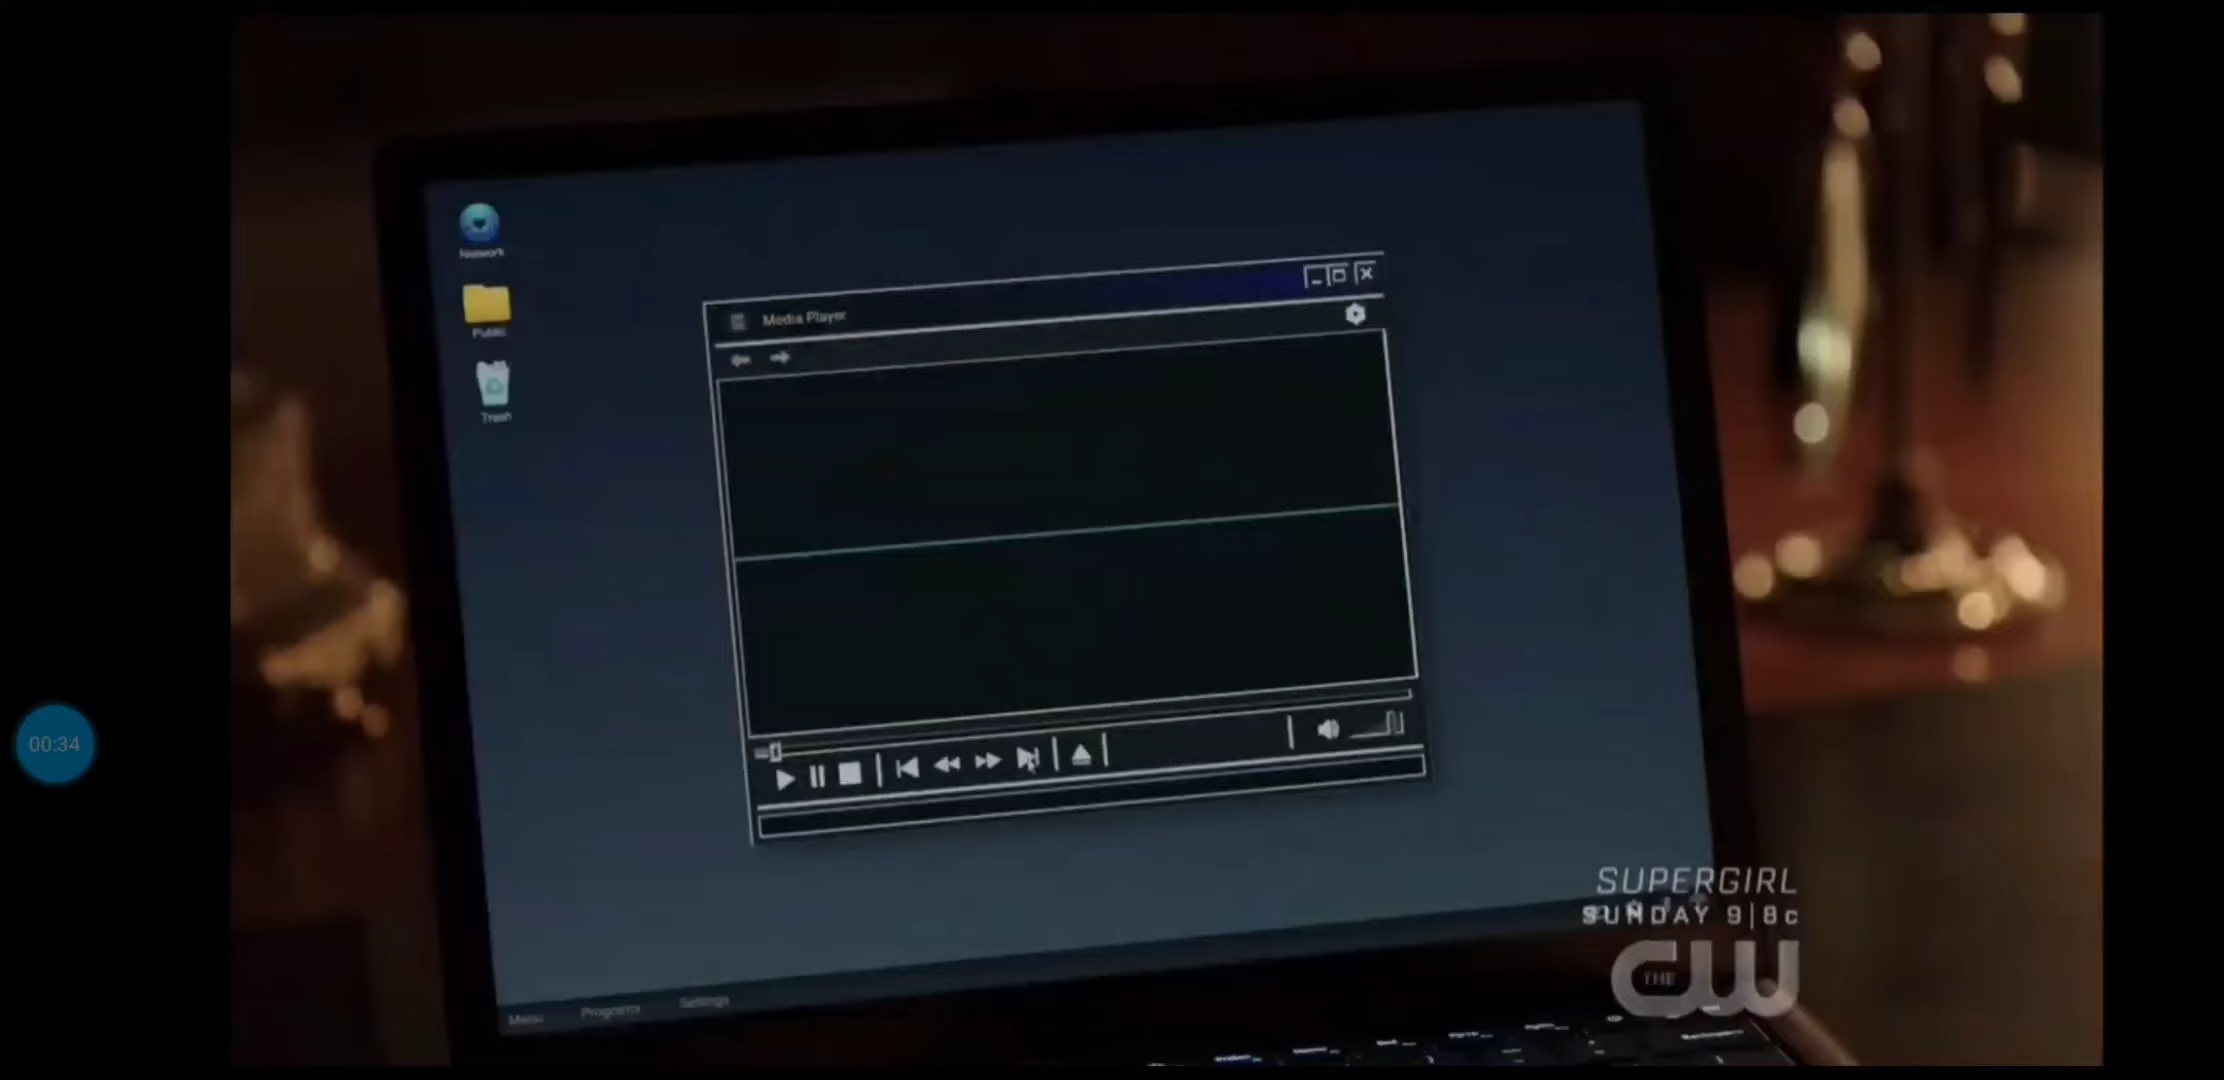 Network
Public
Trash
Media Player
00:34
SUPERGIRL
SUNDAY 9|8c
THE CW
Menu
Programs
Settings